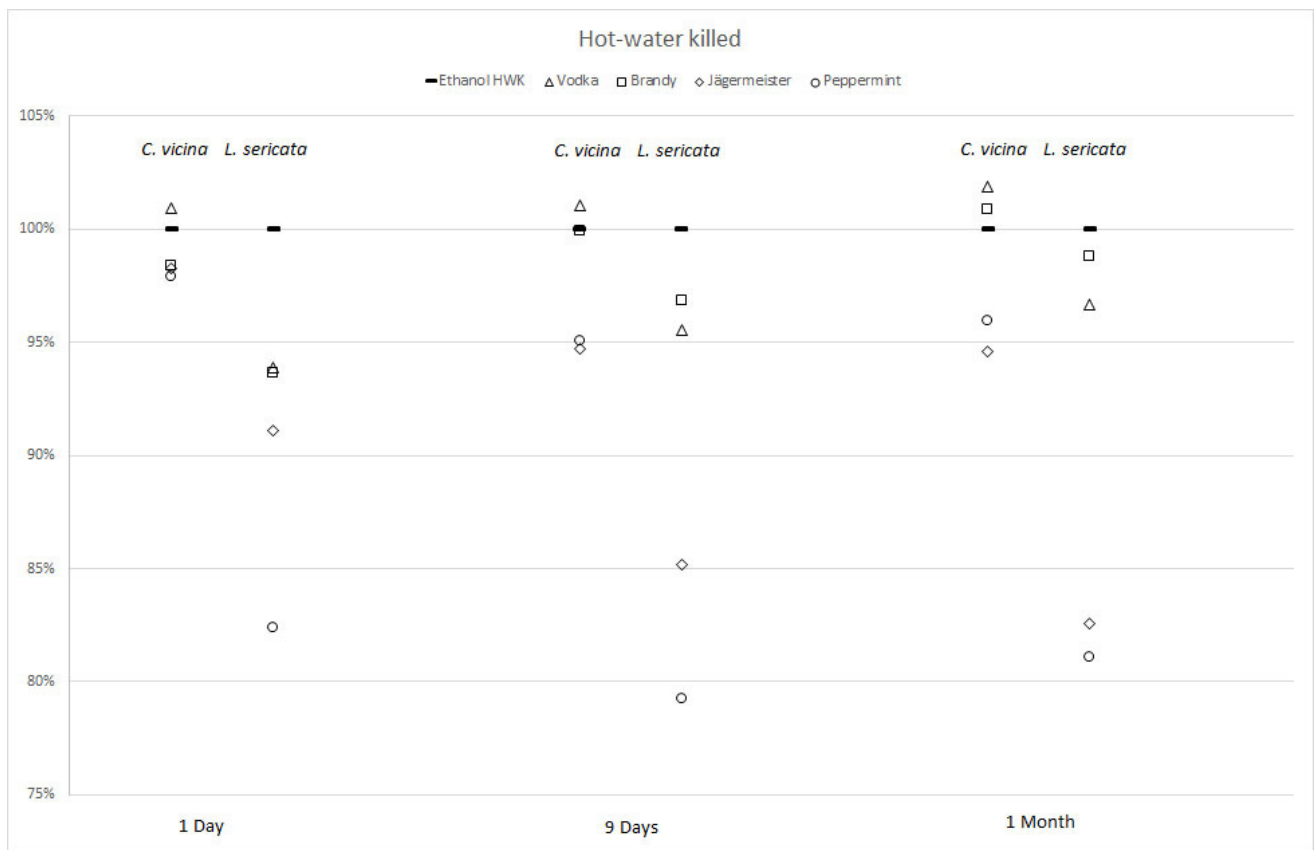 Hot-water killed
Ethanol HWK Vodka Brandy Jägermeister Peppermint
105%
C. vicina L. sericata C. vicina L. sericata C. vicina L. sericata
100%
95%
90%
85%
80%
75%
1 Day 9 Days 1 Month